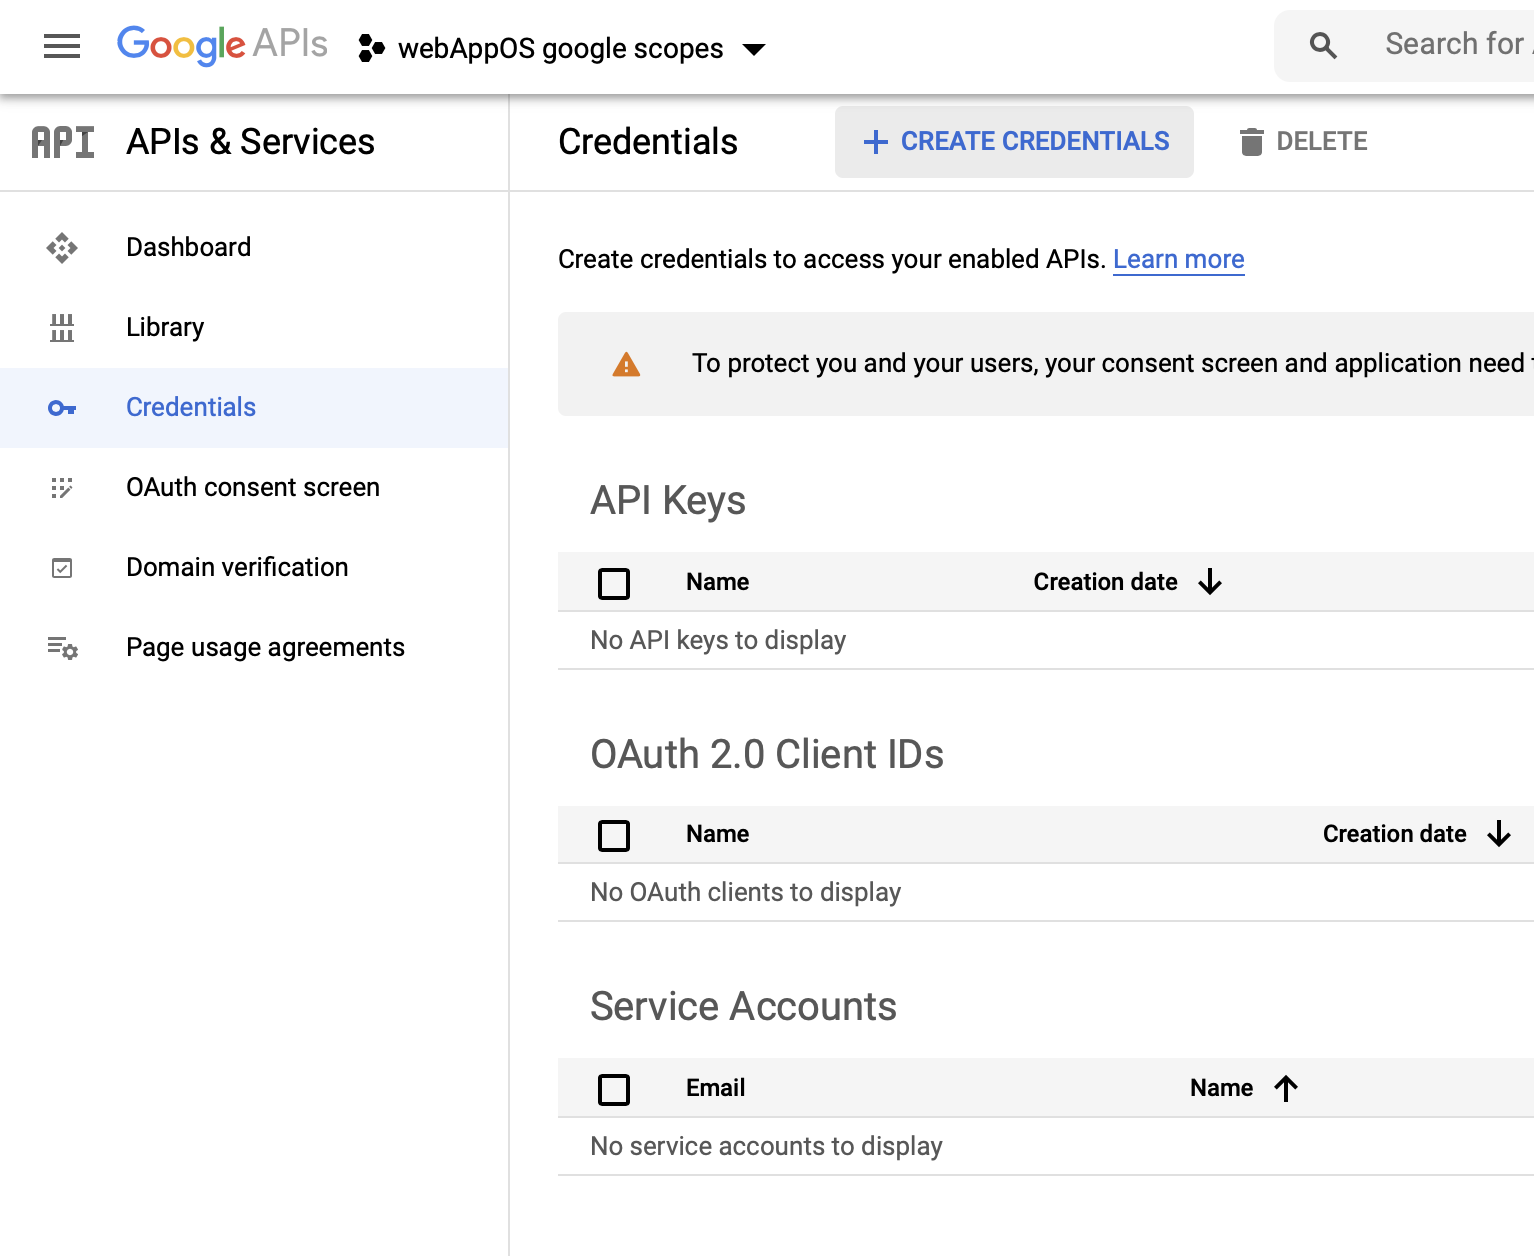 Google APIs webAppOS google scopes Search for
API APIs & Services
Credentials + CREATE CREDENTIALS DELETE
Dashboard
Library
Credentials
OAuth consent screen
Domain verification
Page usage agreements
Create credentials to access your enabled APIs. Learn more
To protect you and your users, your consent screen and application need
API Keys
Name Creation date
No API keys to display
OAuth 2.0 Client IDs
Name Creation date
No OAuth clients to display
Service Accounts
Email Name
No service accounts to display